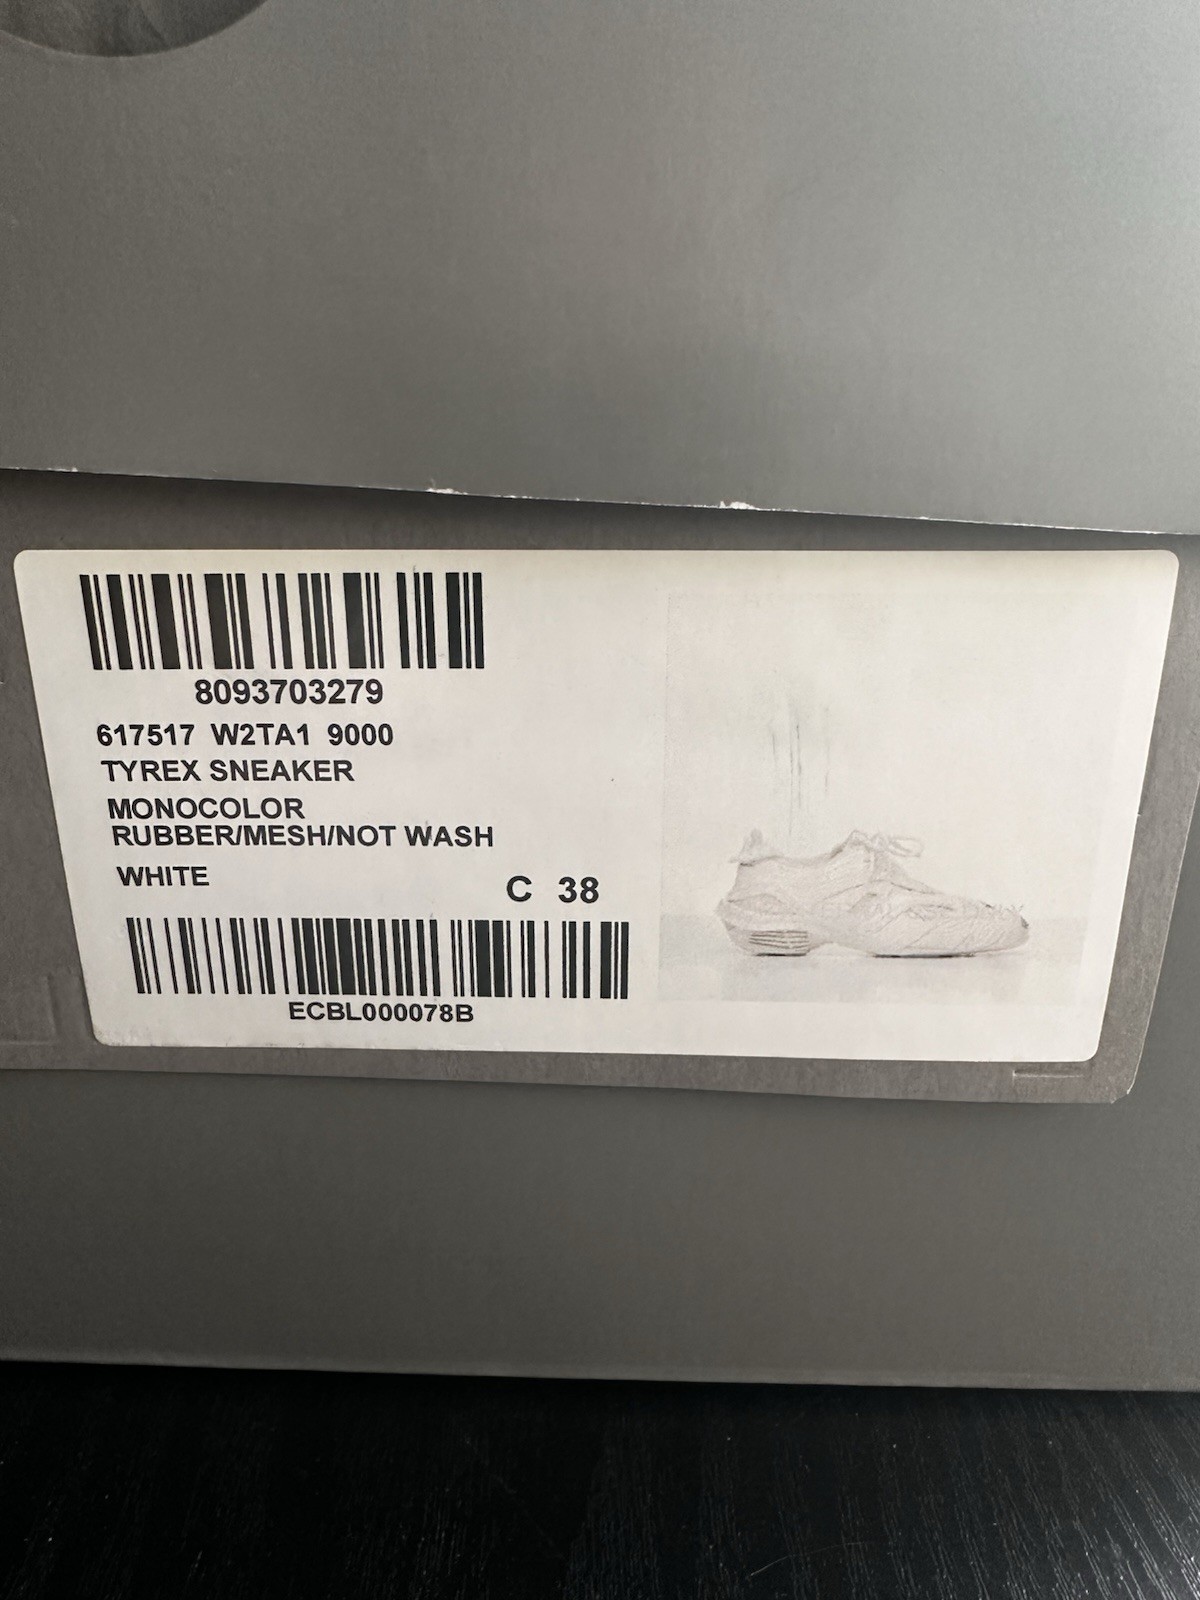 8093703279
617517 W2TA1 9000
TYREX SNEAKER
MONOCOLOR
RUBBER/MESH/NOT WASH
WHITE
C 38
ECBL000078B